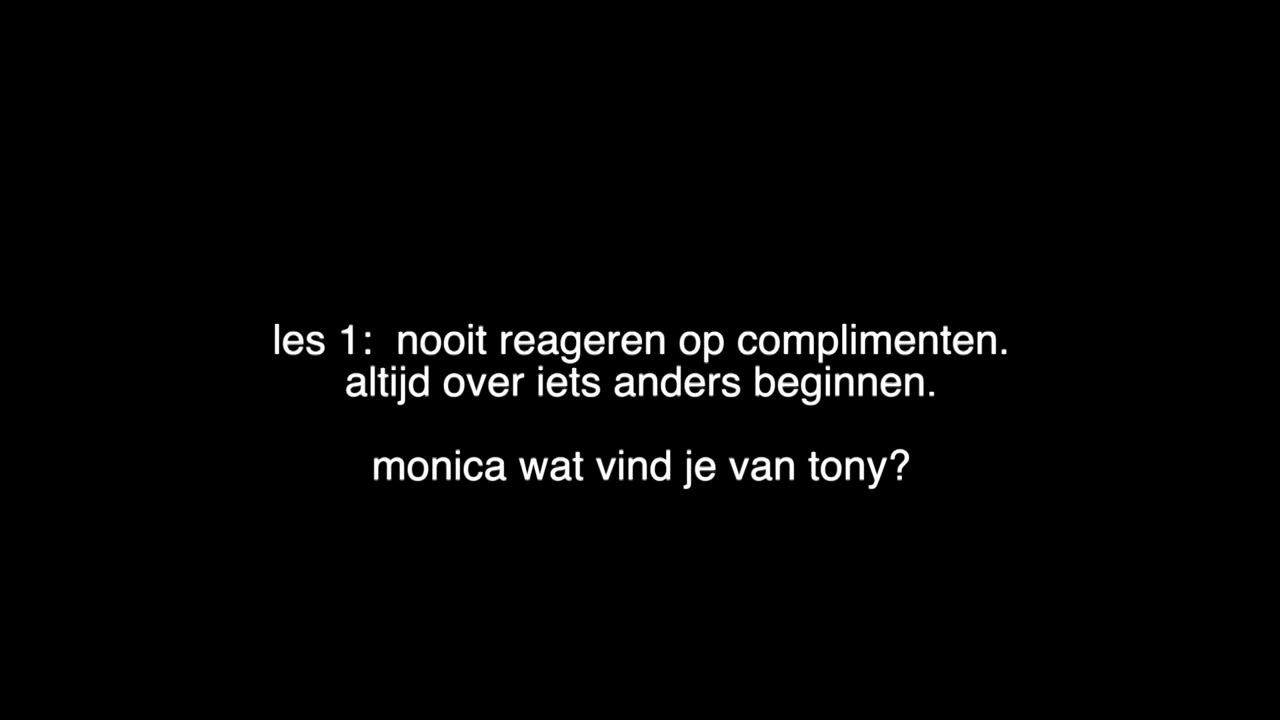 les 1:  nooit reageren op complimenten.
altijd over iets anders beginnen.
monica wat vind je van tony?